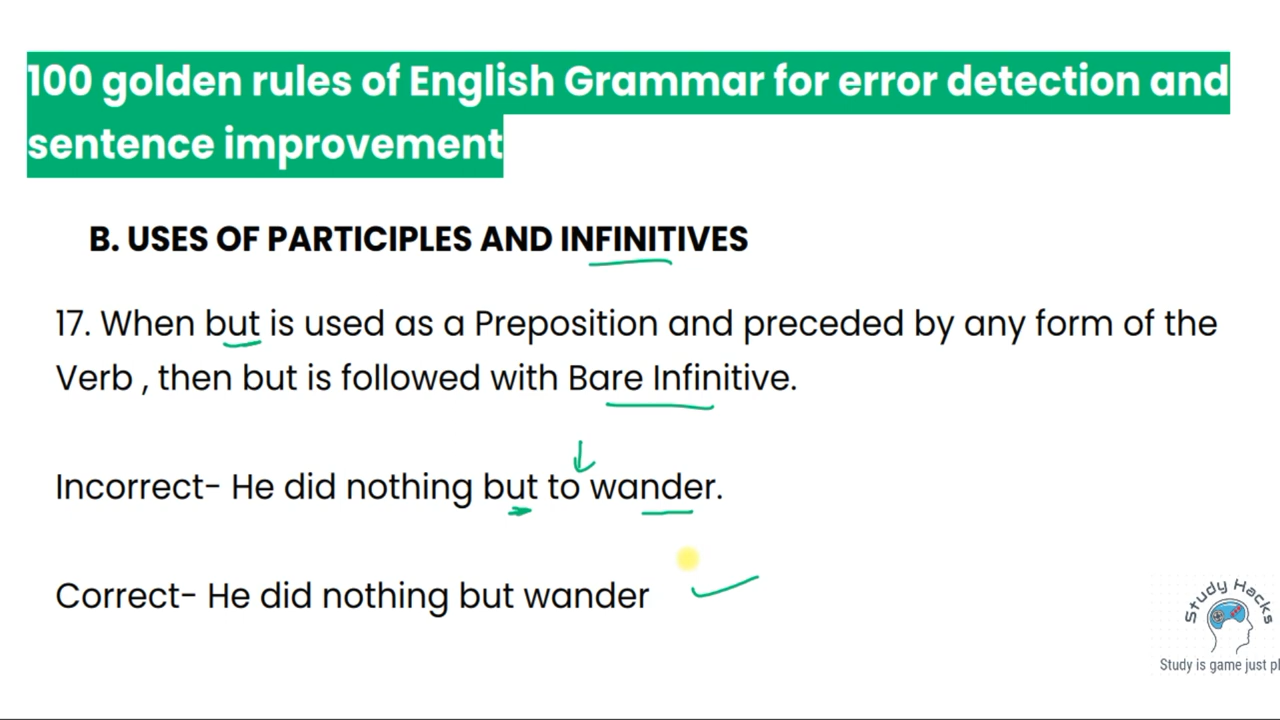 100 golden rules of English Grammar for error detection and
sentence improvement
B. USES OF PARTICIPLES AND INFINITIVES
17. When but is used as a Preposition and preceded by any form of the
Verb , then but is followed with Bare Infinitive.
Incorrect- He did nothing but to wander.
Correct- He did nothing but wander
Study Hacks
Study is game just pl